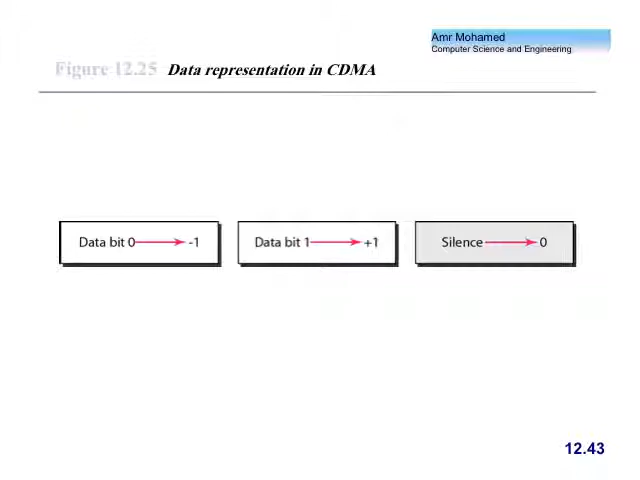 Amr Mohamed
Computer Science and Engineering
Figure 12.25 Data representation in CDMA
Data bit 0 -1
Data bit 1 +1
Silence 0
12.43